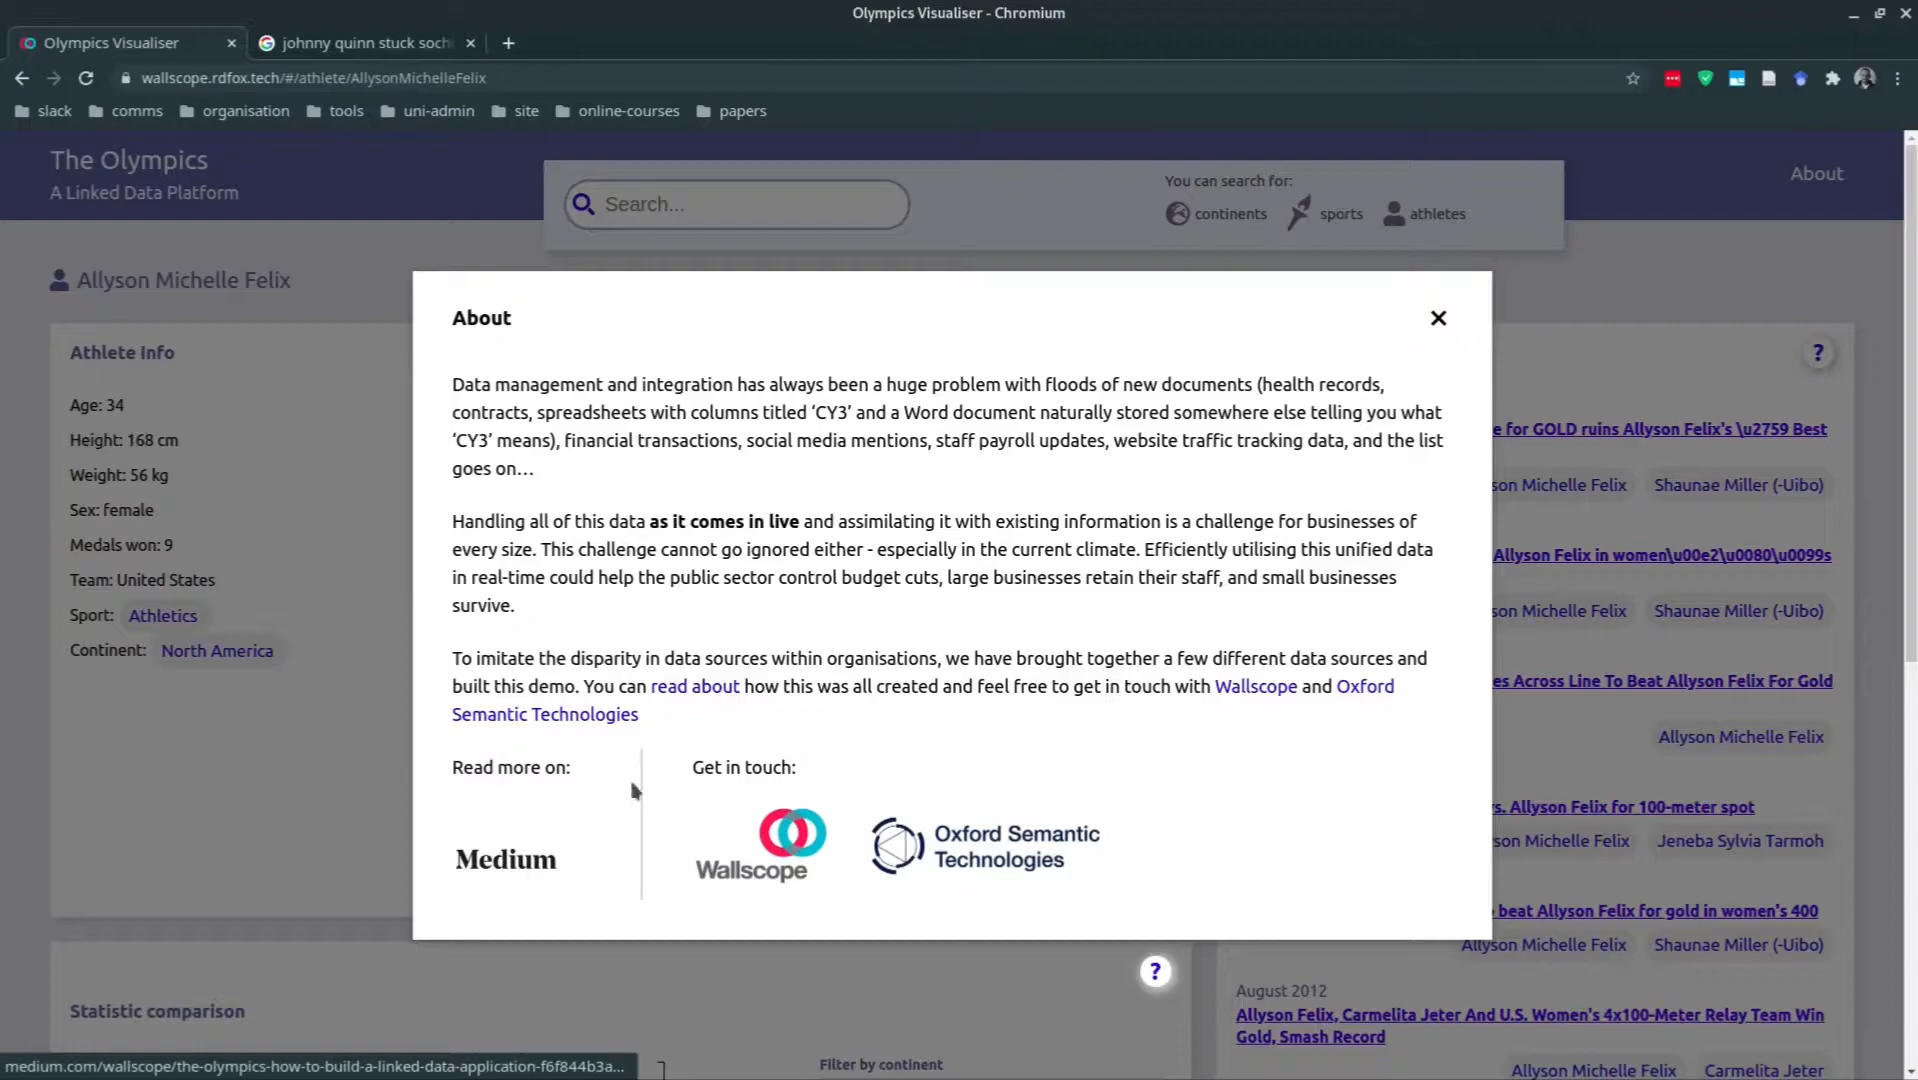 Olympics Visualiser - Chromium
Olympics Visualiser
johnny quinn stuck soch
wallscope.rdfox.tech/#/athlete/AllysonMichelleFelix
slack comms organisation tools uni-admin site online-courses papers
The Olympics
A Linked Data Platform
Search...
You can search for:
continents sports athletes
About
Allyson Michelle Felix
Athlete Info
Age: 34
Height: 168 cm
Weight: 56 kg
Sex: female
Medals won: 9
Team: United States
Sport: Athletics
Continent: North America
Statistic comparison
About
Data management and integration has always been a huge problem with floods of new documents (health records,
contracts, spreadsheets with columns titled ‘CY3’ and a Word document naturally stored somewhere else telling you what
‘CY3’ means), financial transactions, social media mentions, staff payroll updates, website traffic tracking data, and the list
goes on…
Handling all of this data as it comes in live and assimilating it with existing information is a challenge for businesses of
every size. This challenge cannot go ignored either - especially in the current climate. Efficiently utilising this unified data
in real-time could help the public sector control budget cuts, large businesses retain their staff, and small businesses
survive.
To imitate the disparity in data sources within organisations, we have brought together a few different data sources and
built this demo. You can read about how this was all created and feel free to get in touch with Wallscope and Oxford
Semantic Technologies
Read more on:
Medium
Get in touch:
Wallscope
Oxford Semantic
Technologies
?
Filter by continent
?
e for GOLD ruins Allyson Felix's \u2759 Best
son Michelle Felix Shaunae Miller (-Uibo)
Allyson Felix in women\u00e2\u0080\u0099s
son Michelle Felix Shaunae Miller (-Uibo)
es Across Line To Beat Allyson Felix For Gold
Allyson Michelle Felix
s. Allyson Felix for 100-meter spot
son Michelle Felix Jeneba Sylvia Tarmoh
beat Allyson Felix for gold in women's 400
Allyson Michelle Felix Shaunae Miller (-Uibo)
August 2012
Allyson Felix, Carmelita Jeter And U.S. Women's 4x100-Meter Relay Team Win
Gold, Smash Record
Allyson Michelle Felix Carmelita Jeter
medium.com/wallscope/the-olympics-how-to-build-a-linked-data-application-f6f844b3a...